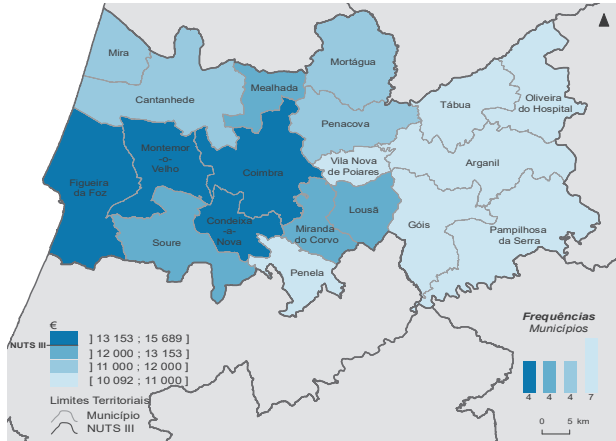 Mira
Mortágua
Mealhada
Cantanhede
Tábua
Oliveira
do Hospital
Penacova
Montemor
-o-
Velho
Coimbra
Vila Nova
de Poiares
Arganil
Figueira
da Foz
Lousã
Condeixa
-a-
Nova
Miranda
do Corvo
Góis
Pampilhosa
da Serra
Soure
Penela
€
NUTS III
] 13 153 ; 15 689 ]
] 12 000 ; 13 153 ]
] 11 000 ; 12 000 ]
[ 10 092 ; 11 000 ]
Limites Territoriais
Município
NUTS III
Frequências
Municípios
4 4 4 7
0 5 km